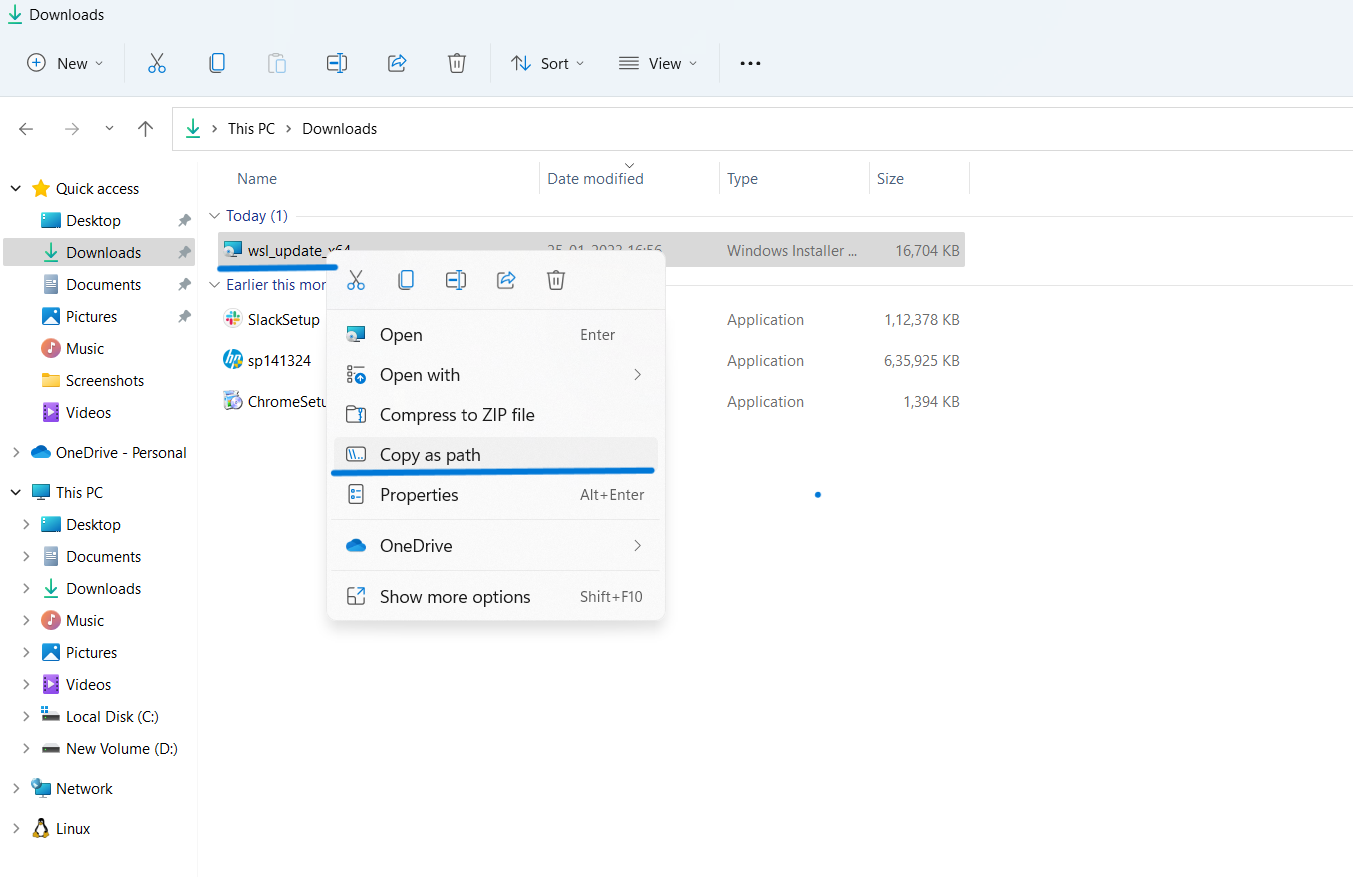 Downloads
New
Sort
View
This PC
Downloads
Name
Date modified
Type
Size
Quick access
Desktop
Downloads
Documents
Pictures
Music
Screenshots
Videos
OneDrive - Personal
This PC
Desktop
Documents
Downloads
Music
Pictures
Videos
Local Disk (C:)
New Volume (D:)
Network
Linux
Today (1)
wsl_update_x64 25-01-2023 16:56 Windows Installer ... 16,704 KB
Earlier this mon
SlackSetup Application 1,12,378 KB
sp141324 Application 6,35,925 KB
ChromeSetu Application 1,394 KB
Open Enter
Open with
Compress to ZIP file
\\.. Copy as path
Properties Alt+Enter
OneDrive
Show more options Shift+F10